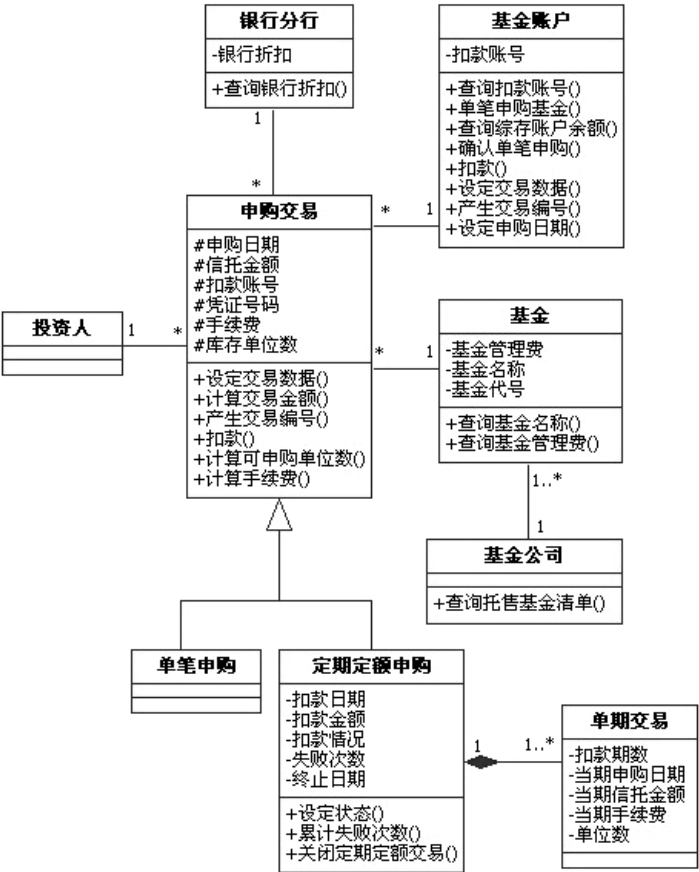 银行分行
-银行折扣
+查询银行折扣()
1
*
基金账户
-扣款账号
+查询扣款账号()
+单笔申购基金()
+查询综存账户余额()
+确认单笔申购()
+扣款()
+设定交易数据()
+产生交易编号()
+设定申购日期()
*
1
申购交易
#申购日期
#信托金额
#扣款账号
#凭证号码
#手续费
#库存单位数
+设定交易数据()
+计算交易金额()
+产生交易编号()
+扣款()
+计算可申购单位数()
+计算手续费()
投资人
1
*
*
1
基金
-基金管理费
-基金名称
-基金代号
+查询基金名称()
+查询基金管理费()
1..*
1
基金公司
+查询托售基金清单()
单笔申购
定期定额申购
-扣款日期
-扣款金额
-扣款情况
-失败次数
-终止日期
+设定状态()
+累计失败次数()
+关闭定期定额交易()
1
1..*
单期交易
-扣款期数
-当期申购日期
-当期信托金额
-当期手续费
-单位数